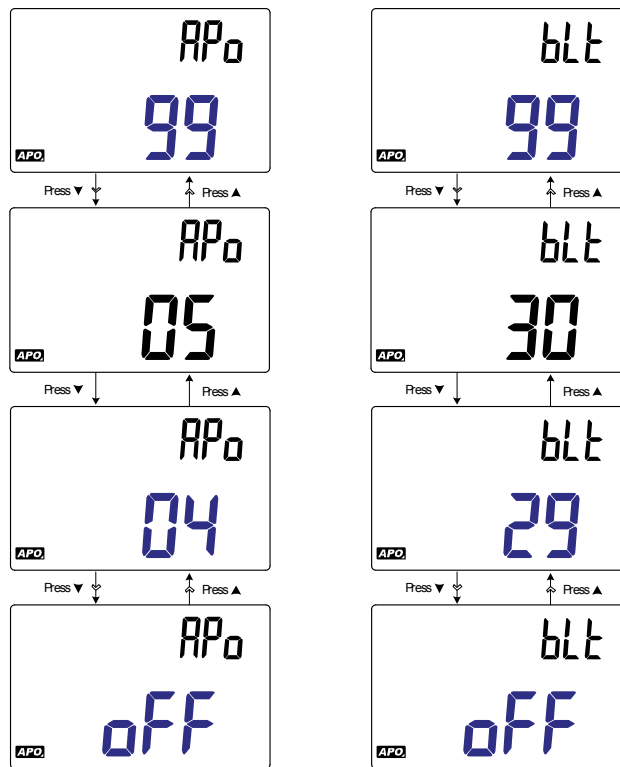 APo
99
APO
Press ▼
Press ▲
APo
05
APO
Press ▼
Press ▲
APo
04
APO
Press ▼
Press ▲
APo
oFF
APO
bLt
99
APO
Press ▼
Press ▲
bLt
30
APO
Press ▼
Press ▲
bLt
29
APO
Press ▼
Press ▲
bLt
oFF
APO